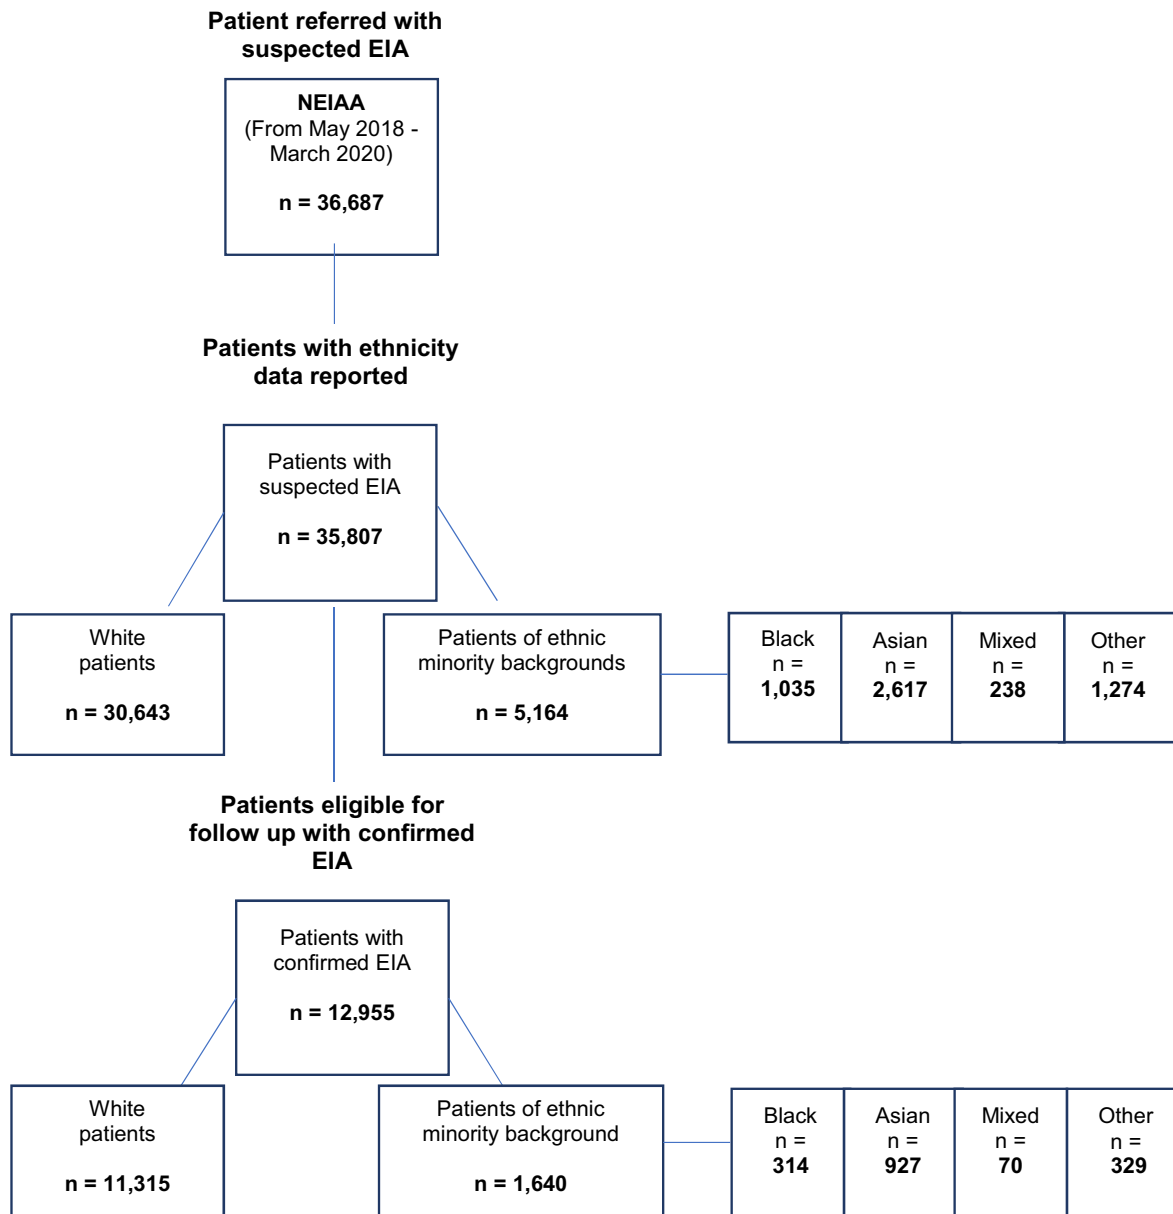 Patient referred with
suspected EIA
NEIAA
(From May 2018 -
March 2020)
n = 36,687
Patients with ethnicity
data reported
Patients with
suspected EIA
n = 35,807
White
patients
n = 30,643
Patients of ethnic
minority backgrounds
n = 5,164
Black
n =
1,035
Asian
n =
2,617
Mixed
n =
238
Other
n =
1,274
Patients eligible for
follow up with confirmed
EIA
Patients with
confirmed EIA
n = 12,955
White
patients
n = 11,315
Patients of ethnic
minority background
n = 1,640
Black
n =
314
Asian
n =
927
Mixed
n =
70
Other
n =
329